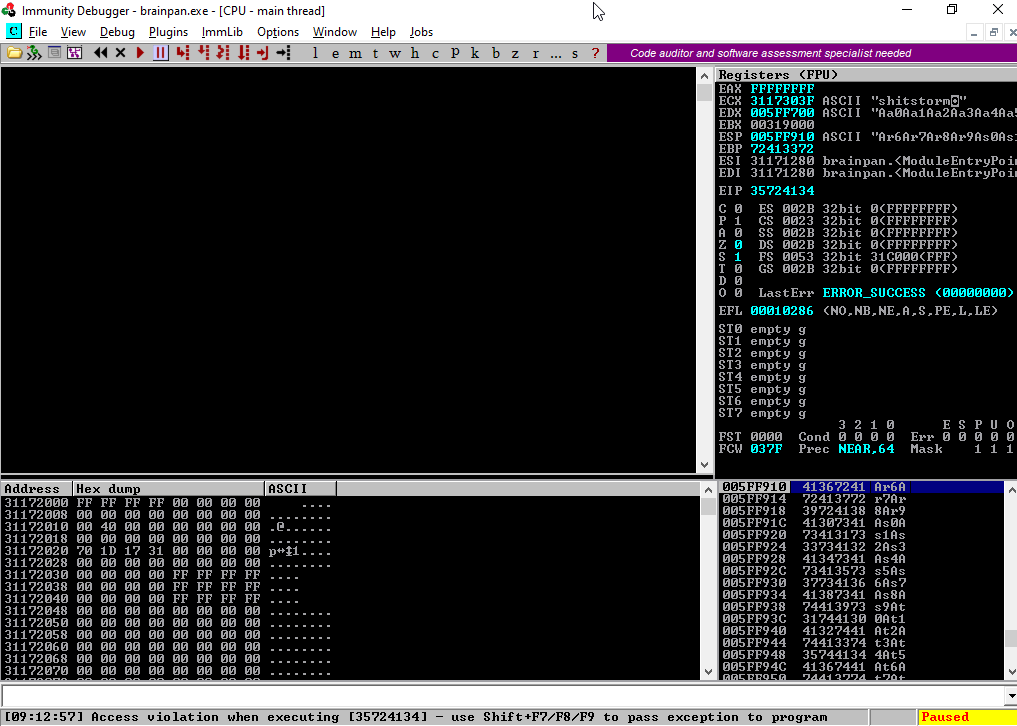 Immunity Debugger - brainpan.exe - [CPU - main thread]
C File View Debug Plugins ImmLib Options Window Help Jobs
l e m t w h c P k b z r ... s ?
Code auditor and software assessment specialist needed
Registers (FPU)
EAX FFFFFFFF
ECX 3117303F ASCII "shitstorm"
EDX 005FF700 ASCII "Aa0Aa1Aa2Aa3Aa4Aa5
EBX 00319000
ESP 005FF910 ASCII "Ar6Ar7Ar8Ar9As0As1
EBP 72413372
ESI 31171280 brainpan.<ModuleEntryPoi
EDI 31171280 brainpan.<ModuleEntryPoi
EIP 35724134
C 0 ES 002B 32bit 0(FFFFFFFF)
P 1 CS 0023 32bit 0(FFFFFFFF)
A 0 SS 002B 32bit 0(FFFFFFFF)
Z 0 DS 002B 32bit 0(FFFFFFFF)
S 1 FS 0053 32bit 31C000(FFF)
T 0 GS 002B 32bit 0(FFFFFFFF)
D 0
O 0 LastErr ERROR_SUCCESS (00000000)
EFL 00010286 (NO,NB,NE,A,S,PE,L,LE)
ST0 empty g
ST1 empty g
ST2 empty g
ST3 empty g
ST4 empty g
ST5 empty g
ST6 empty g
ST7 empty g
3 2 1 0 E S P U O
FST 0000 Cond 0 0 0 0 Err 0 0 0 0 0
FCW 037F Prec NEAR,64 Mask 1 1 1
Address Hex dump ASCII
31172000 FF FF FF FF 00 00 00 00 ....
31172008 00 00 00 00 00 00 00 00 ........
31172010 00 40 00 00 00 00 00 00 .@......
31172018 00 00 00 00 00 00 00 00 ........
31172020 70 1D 17 31 00 00 00 00 p↔↨1....
31172028 00 00 00 00 00 00 00 00 ........
31172030 00 00 00 00 FF FF FF FF ....
31172038 00 00 00 00 FF FF FF FF ....
31172040 00 00 00 00 FF FF FF FF ....
31172048 00 00 00 00 00 00 00 00 ........
31172050 00 00 00 00 00 00 00 00 ........
31172058 00 00 00 00 00 00 00 00 ........
31172060 00 00 00 00 00 00 00 00 ........
31172068 00 00 00 00 00 00 00 00 ........
31172070 00 00 00 00 00 00 00 00 ........
005FF910 41367241 Ar6A
005FF914 72413772 r7Ar
005FF918 39724138 8Ar9
005FF91C 41307341 As0A
005FF920 73413173 s1As
005FF924 33734132 2As3
005FF928 41347341 As4A
005FF92C 73413573 s5As
005FF930 37734136 6As7
005FF934 41387341 As8A
005FF938 74413973 s9At
005FF93C 31744130 0At1
005FF940 41327441 At2A
005FF944 74413374 t3At
005FF948 35744134 4At5
005FF94C 41367441 At6A
005FF950 74413774 t7At
[09:12:57] Access violation when executing [35724134] - use Shift+F7/F8/F9 to pass exception to program
Paused